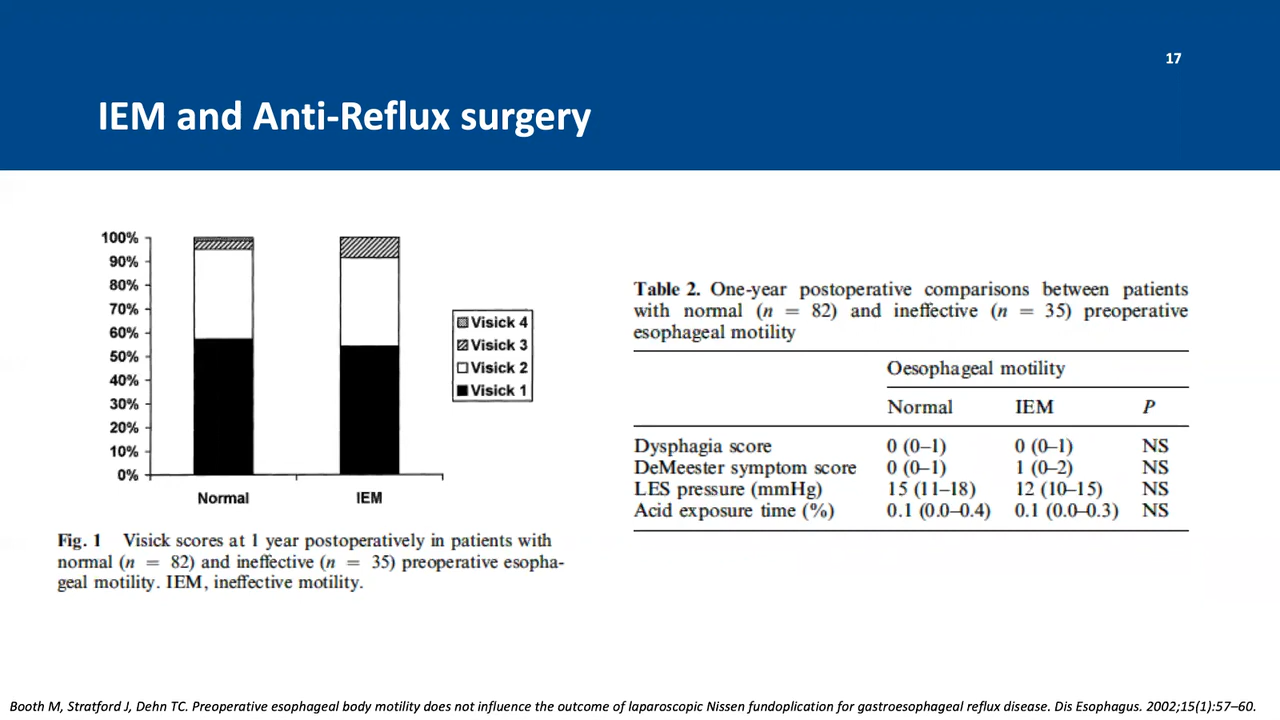 17
IEM and Anti-Reflux surgery
100%
90%
80%
70%
60%
50%
40%
30%
20%
10%
0%
Normal
IEM
Visick 4
Visick 3
Visick 2
Visick 1
Fig. 1 Visick scores at 1 year postoperatively in patients with
normal (n = 82) and ineffective (n = 35) preoperative esopha-
geal motility. IEM, ineffective motility.
Table 2. One-year postoperative comparisons between patients
with normal (n = 82) and ineffective (n = 35) preoperative
esophageal motility
Oesophageal motility
Normal IEM P
Dysphagia score 0 (0–1) 0 (0–1) NS
DeMeester symptom score 0 (0–1) 1 (0–2) NS
LES pressure (mmHg) 15 (11–18) 12 (10–15) NS
Acid exposure time (%) 0.1 (0.0–0.4) 0.1 (0.0–0.3) NS
Booth M, Stratford J, Dehn TC. Preoperative esophageal body motility does not influence the outcome of laparoscopic Nissen fundoplication for gastroesophageal reflux disease. Dis Esophagus. 2002;15(1):57–60.